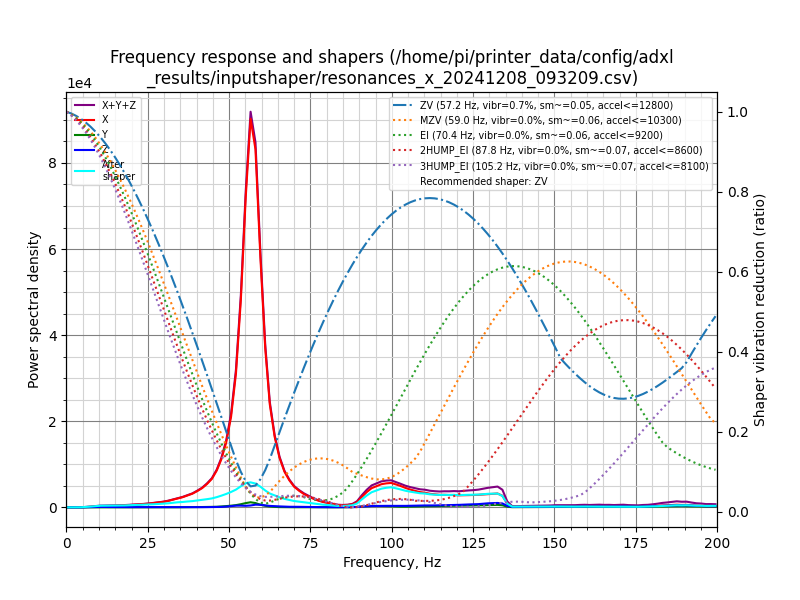 Frequency response and shapers (/home/pi/printer_data/config/adxl
_results/inputshaper/resonances_x_20241208_093209.csv)
1e4
X+Y+Z
X
Y
After
shaper
ZV (57.2 Hz, vibr=0.7%, sm~=0.05, accel<=12800)
MZV (59.0 Hz, vibr=0.0%, sm~=0.06, accel<=10300)
EI (70.4 Hz, vibr=0.0%, sm~=0.06, accel<=9200)
2HUMP_EI (87.8 Hz, vibr=0.0%, sm~=0.07, accel<=8600)
3HUMP_EI (105.2 Hz, vibr=0.0%, sm~=0.07, accel<=8100)
Recommended shaper: ZV
Power spectral density
8
6
4
2
0
1.0
0.8
0.6
0.4
0.2
0.0
Shaper vibration reduction (ratio)
0 25 50 75 100 125 150 175 200
Frequency, Hz